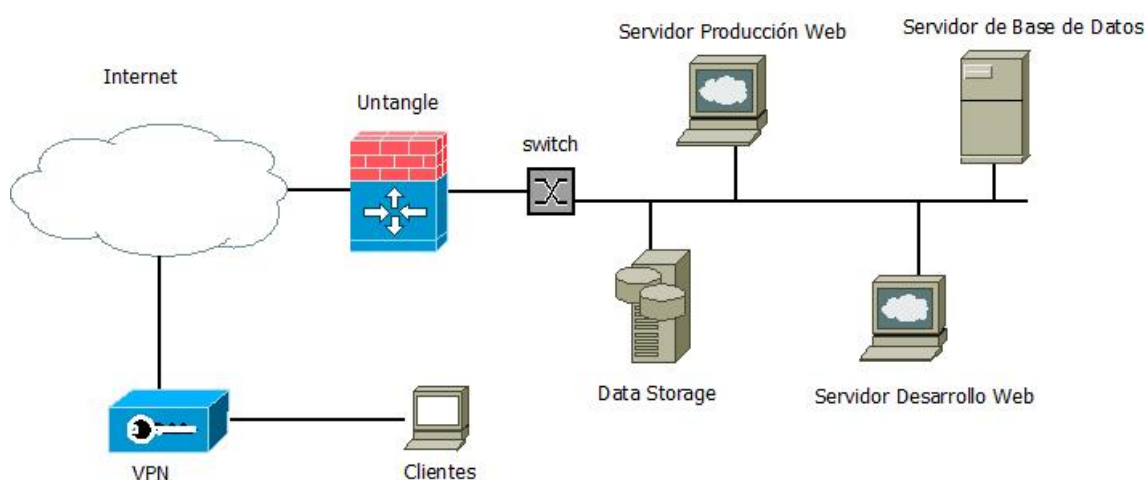 Servidor Producción Web
Servidor de Base de Datos
Internet
Untangle
switch
Data Storage
Servidor Desarrollo Web
VPN
Clientes